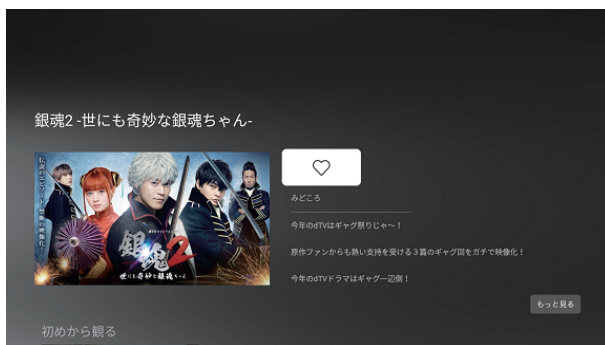 銀魂2 -世にも奇妙な銀魂ちゃん-
銀魂2
世にも奇妙な銀魂ちゃん
みどころ
今年のdTVはギャグ祭りじゃ〜！
原作ファンからも熱い支持を受ける３篇のギャグ回をガチで映像化！
今年のdTVドラマはギャグ一辺倒！
もっと見る
初めから観る